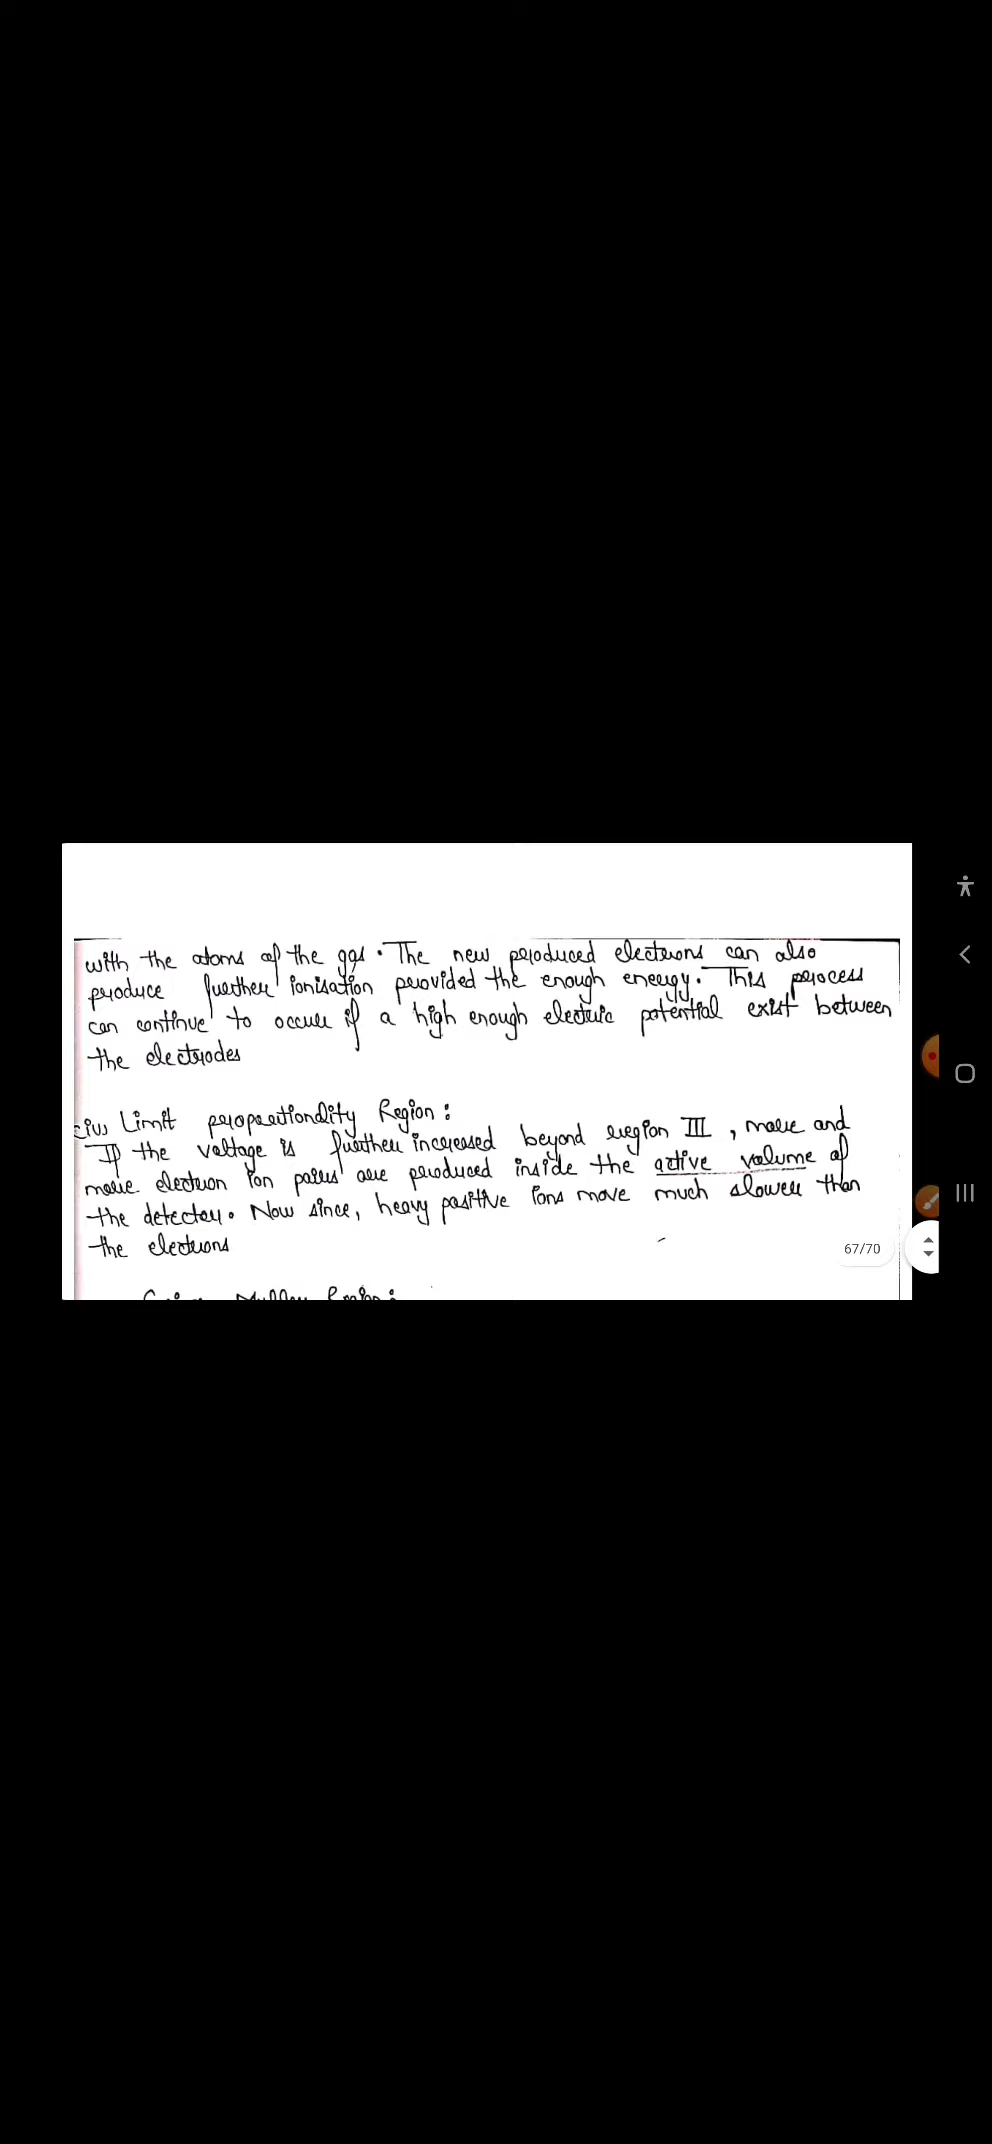 with the atoms of the gas. The new produced electrons can also
produce further ionisation provided the enough energy. This process
can continue to occur if a high enough electric potential exist between
the electrodes
(iv) Limit proportionality Region:
If the voltage is further increased beyond region III, more and
more electron ion pairs are produced inside the active volume of
the detector. Now since, heavy positive ions move much slower than
the electrons
67/70
Region: